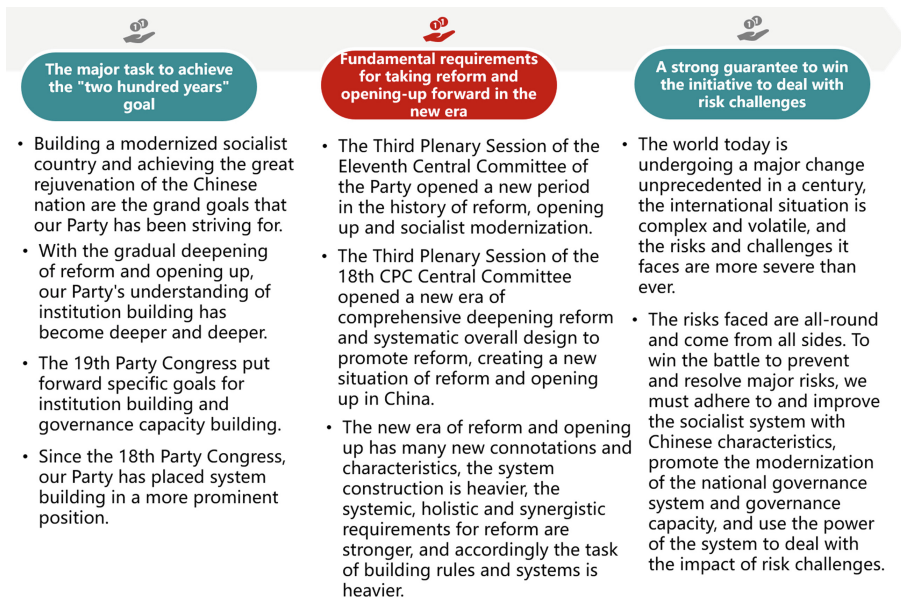 The major task to achieve
the "two hundred years"
goal
• Building a modernized socialist
country and achieving the great
rejuvenation of the Chinese
nation are the grand goals that
our Party has been striving for.
• With the gradual deepening
of reform and opening up,
our Party's understanding of
institution building has
become deeper and deeper.
• The 19th Party Congress put
forward specific goals for
institution building and
governance capacity building.
• Since the 18th Party Congress,
our Party has placed system
building in a more prominent
position.
Fundamental requirements
for taking reform and
opening-up forward in the
new era
• The Third Plenary Session of the
Eleventh Central Committee of
the Party opened a new period
in the history of reform, opening
up and socialist modernization.
• The Third Plenary Session of the
18th CPC Central Committee
opened a new era of
comprehensive deepening reform
and systematic overall design to
promote reform, creating a new
situation of reform and opening
up in China.
• The new era of reform and opening
up has many new connotations and
characteristics, the system
construction is heavier, the
systemic, holistic and synergistic
requirements for reform are
stronger, and accordingly the task
of building rules and systems is
heavier.
A strong guarantee to win
the initiative to deal with
risk challenges
• The world today is
undergoing a major change
unprecedented in a century,
the international situation is
complex and volatile, and
the risks and challenges it
faces are more severe than
ever.
• The risks faced are all-round
and come from all sides. To
win the battle to prevent
and resolve major risks, we
must adhere to and improve
the socialist system with
Chinese characteristics,
promote the modernization
of the national governance
system and governance
capacity, and use the power
of the system to deal with
the impact of risk challenges.